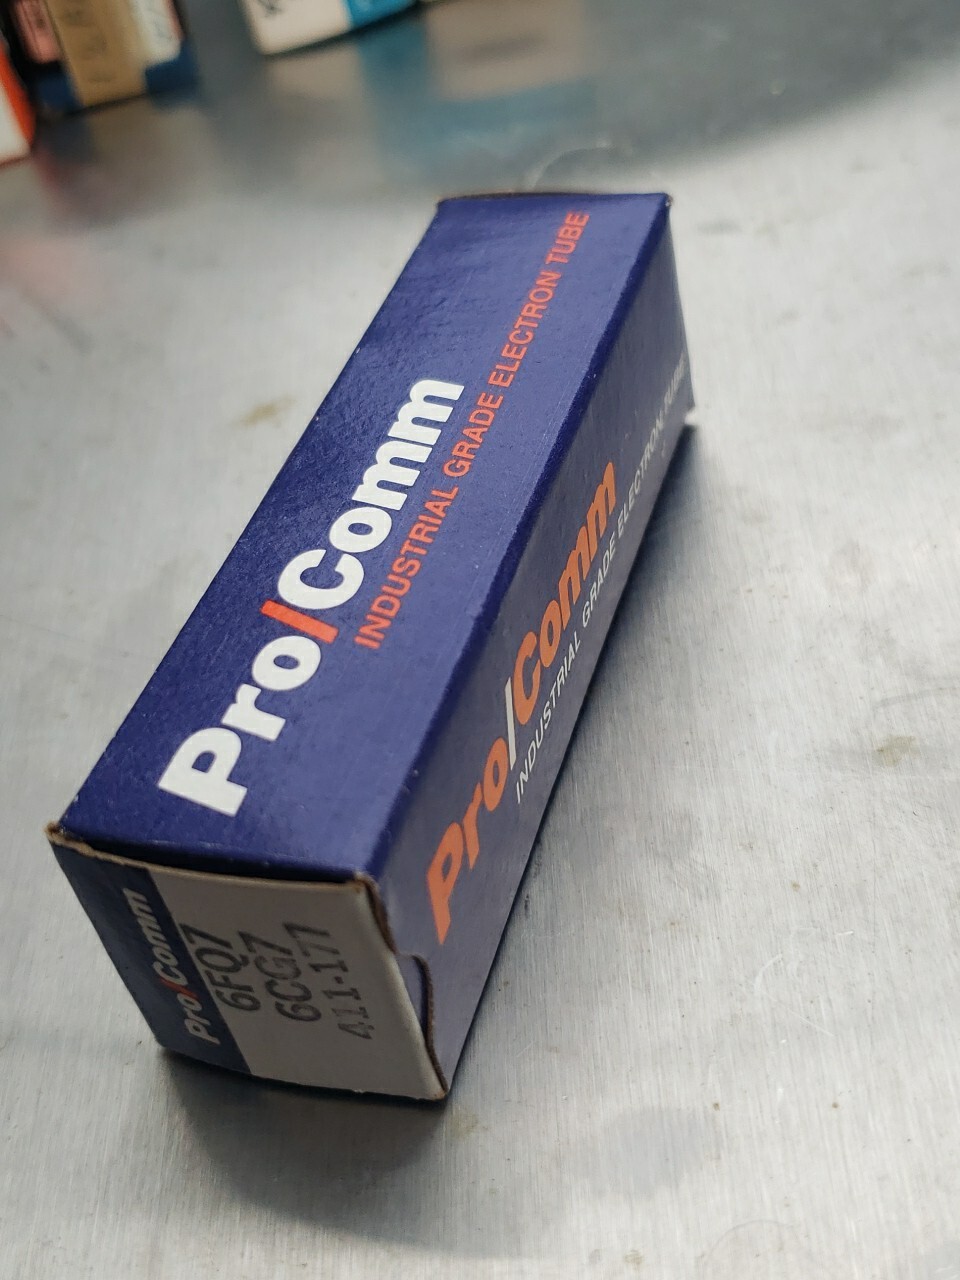 Pro/Comm
INDUSTRIAL GRADE ELECTRON TUBE
Pro/Comm
INDUSTRIAL GRADE ELECTRON TUBE
Pro/Comm
6FQ7
6CG7
411-177